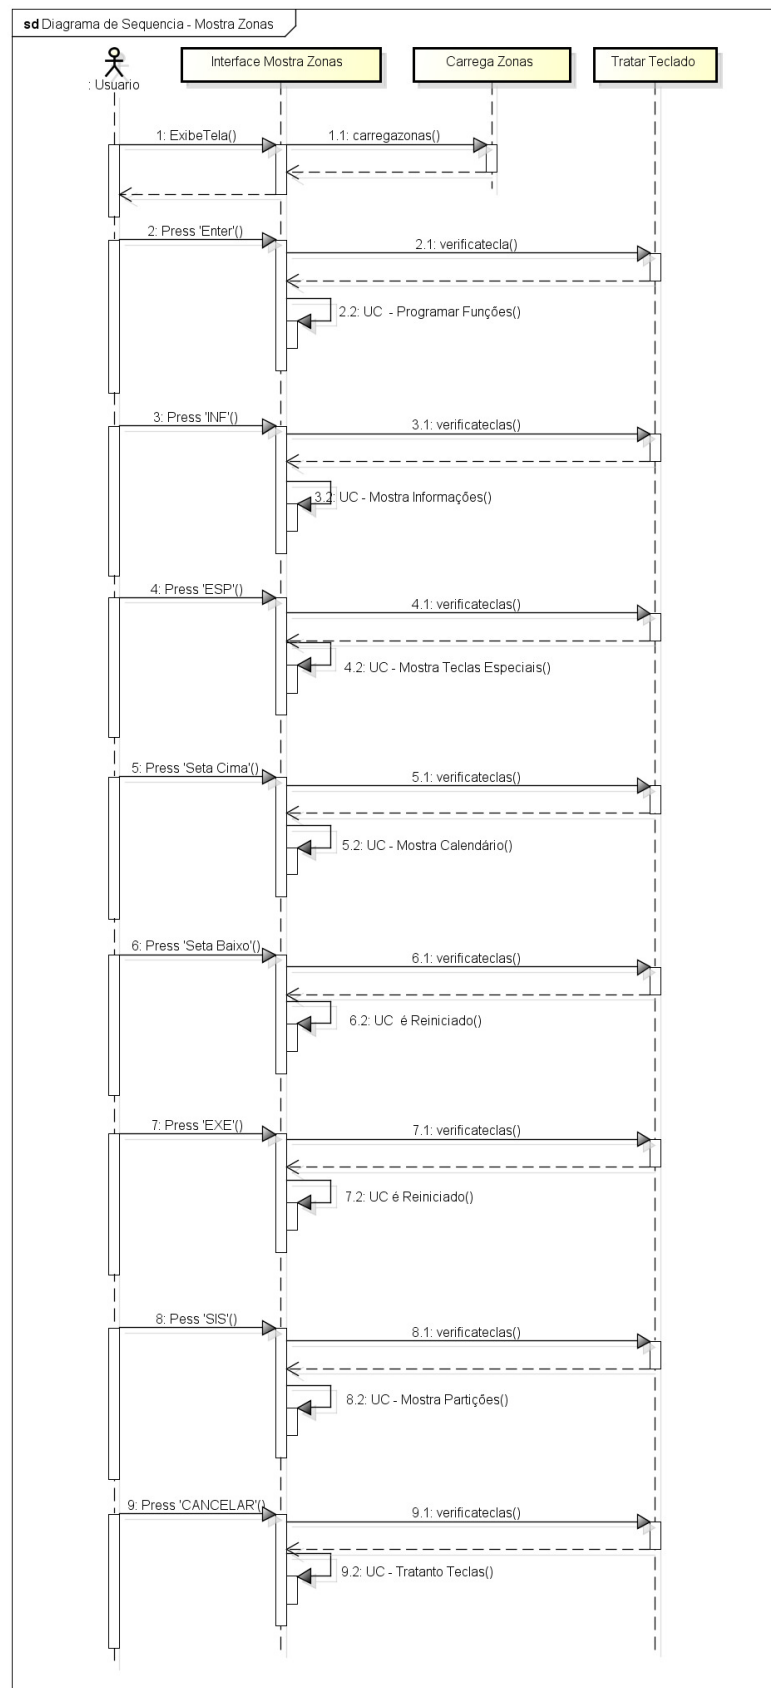 sd Diagrama de Sequencia - Mostra Zonas
Interface Mostra Zonas
Carrega Zonas
Tratar Teclado
: Usuario
1: ExibeTela()
1.1: carregazonas()
2: Press 'Enter'()
2.1: verificatecla()
2.2: UC - Programar Funções()
3: Press 'INF'()
3.1: verificateclas()
3.2: UC - Mostra Informações()
4: Press 'ESP'()
4.1: verificateclas()
4.2: UC - Mostra Teclas Especiais()
5: Press 'Seta Cima'()
5.1: verificateclas()
5.2: UC - Mostra Calendário()
6: Press 'Seta Baixo'()
6.1: verificateclas()
6.2: UC é Reiniciado()
7: Press 'EXE'()
7.1: verificateclas()
7.2: UC é Reiniciado()
8: Pess 'SIS'()
8.1: verificateclas()
8.2: UC - Mostra Partições()
9: Press 'CANCELAR'()
9.1: verificateclas()
9.2: UC - Tratanto Teclas()